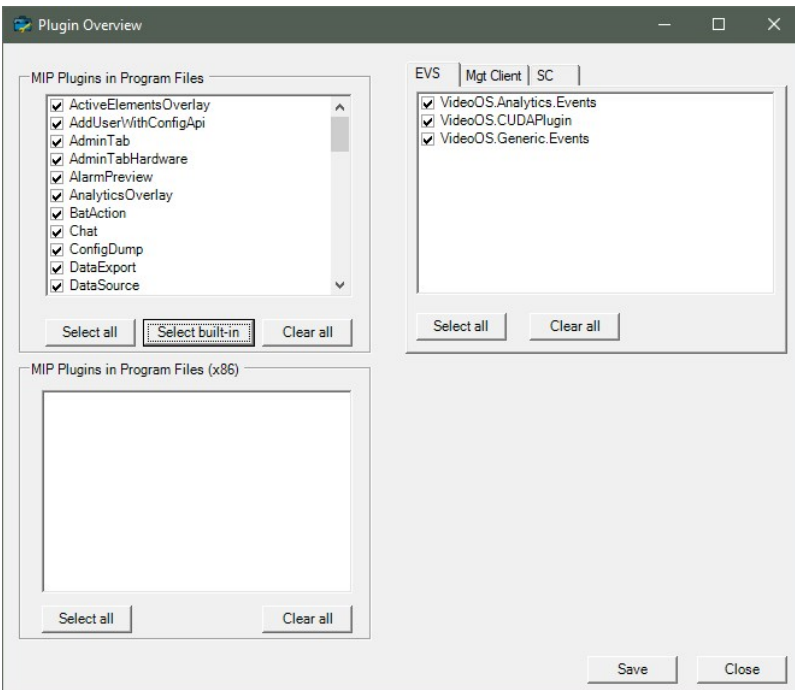 Plugin Overview
MIP Plugins in Program Files
ActiveElementsOverlay
AddUserWithConfigApi
AdminTab
AdminTabHardware
AlarmPreview
AnalyticsOverlay
BatAction
Chat
ConfigDump
DataExport
DataSource
Select all Select built-in Clear all
MIP Plugins in Program Files (x86)
Select all Clear all
EVS Mgt Client SC
VideoOS.Analytics.Events
VideoOS.CUDAPlugin
VideoOS.Generic.Events
Select all Clear all
Save Close